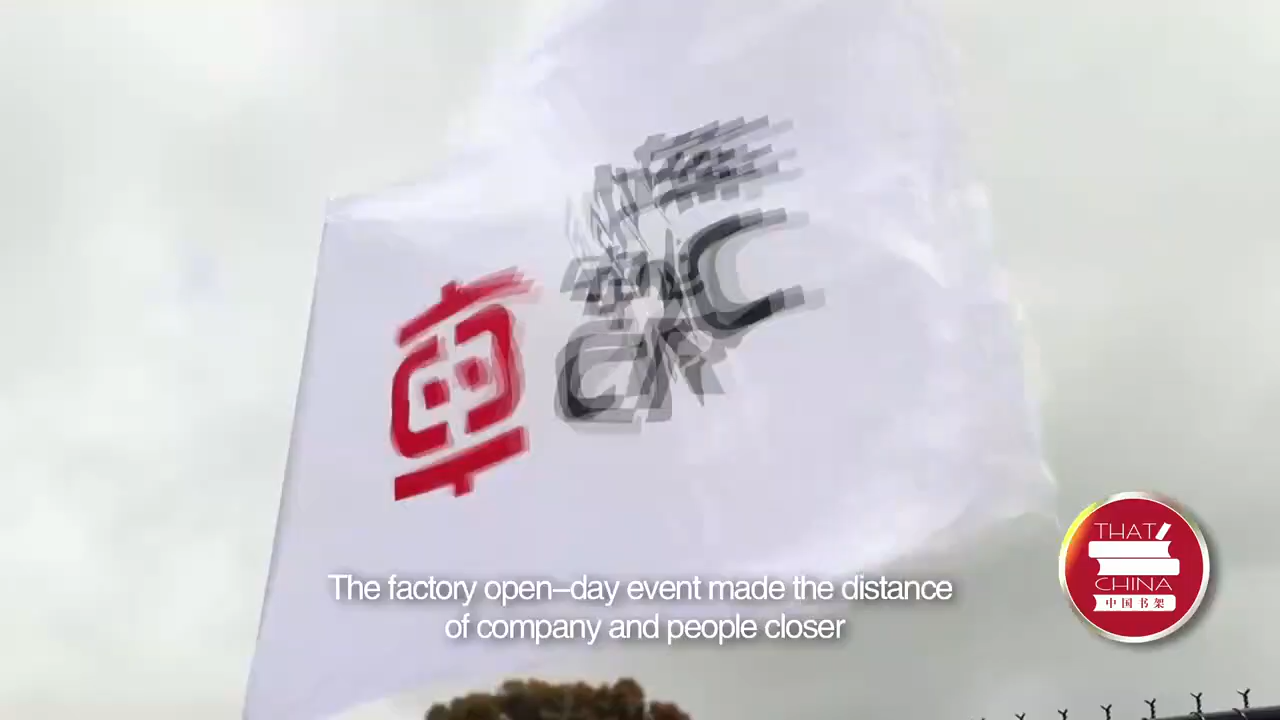 車
The factory open–day event made the distance
of company and people closer
THAT'
CHINA
中国书架